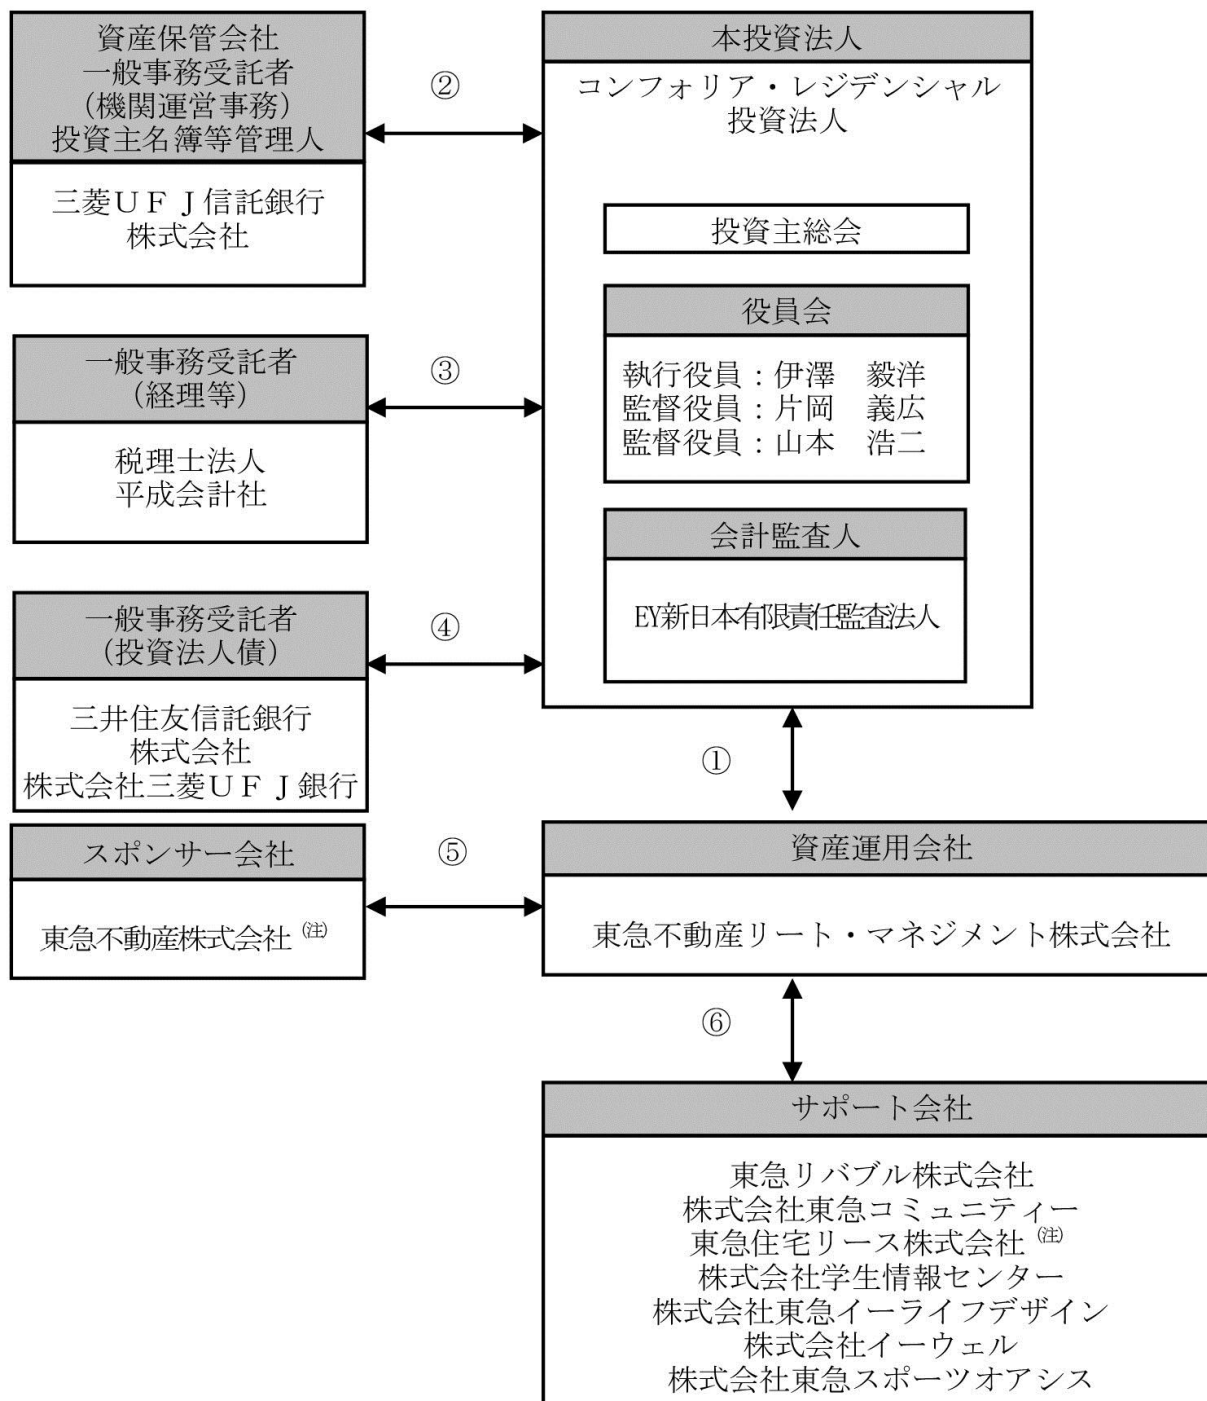 資産保管会社
一般事務受託者
(機関運営事務)
投資主名簿等管理人
三菱UFJ信託銀行
株式会社
②
本投資法人
コンフォリア・レジデンシャル
投資法人
投資主総会
役員会
執行役員：伊澤　毅洋
監督役員：片岡　義広
監督役員：山本　浩二
会計監査人
EY新日本有限責任監査法人
一般事務受託者
(経理等)
税理士法人
平成会計社
③
一般事務受託者
(投資法人債)
三井住友信託銀行
株式会社
株式会社三菱UFJ銀行
④
①
スポンサー会社
東急不動産株式会社 (注)
⑤
資産運用会社
東急不動産リート・マネジメント株式会社
⑥
サポート会社
東急リバブル株式会社
株式会社東急コミュニティー
東急住宅リース株式会社 (注)
株式会社学生情報センター
株式会社東急イーライフデザイン
株式会社イーウェル
株式会社東急スポーツオアシス